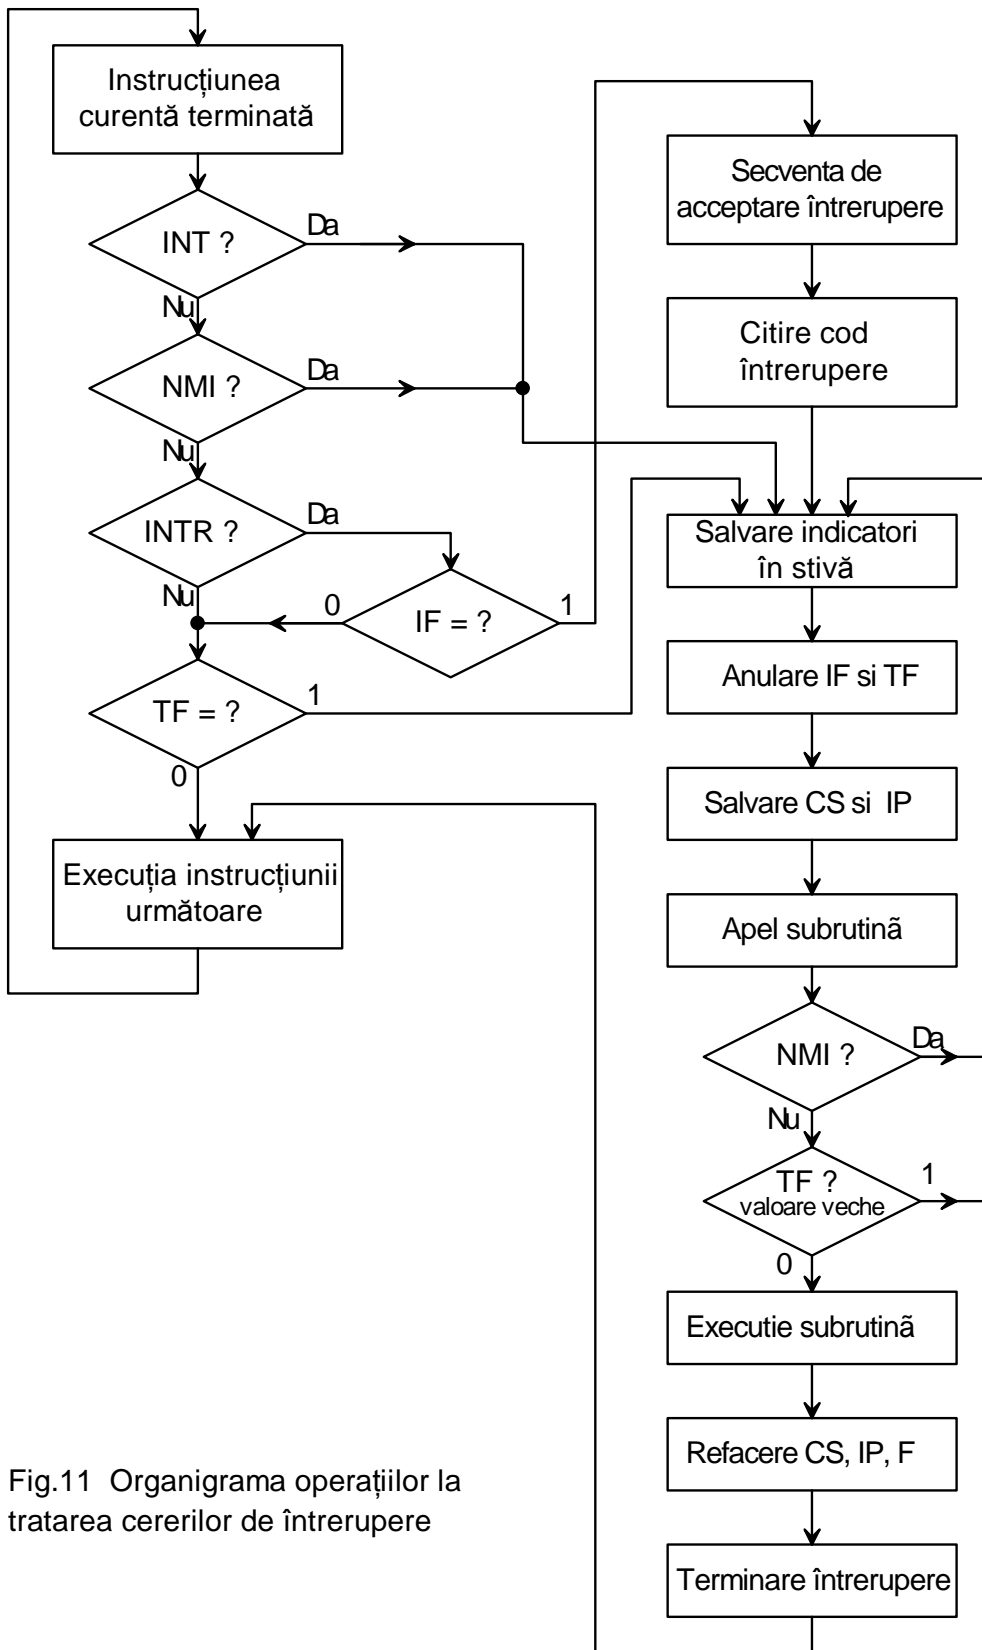 Instrucțiunea
curentă terminată
INT ?
Da
Nu
NMI ?
Da
Nu
INTR ?
Da
Nu
IF = ?
0
1
TF = ?
1
0
Execuția instrucțiunii
următoare
Secventa de
acceptare întrerupere
Citire cod
întrerupere
Salvare indicatori
în stivă
Anulare IF si TF
Salvare CS si IP
Apel subrutinã
NMI ?
Da
Nu
TF ?
valoare veche
1
0
Executie subrutinã
Refacere CS, IP, F
Terminare întrerupere
Fig.11 Organigrama operațiilor la
tratarea cererilor de întrerupere